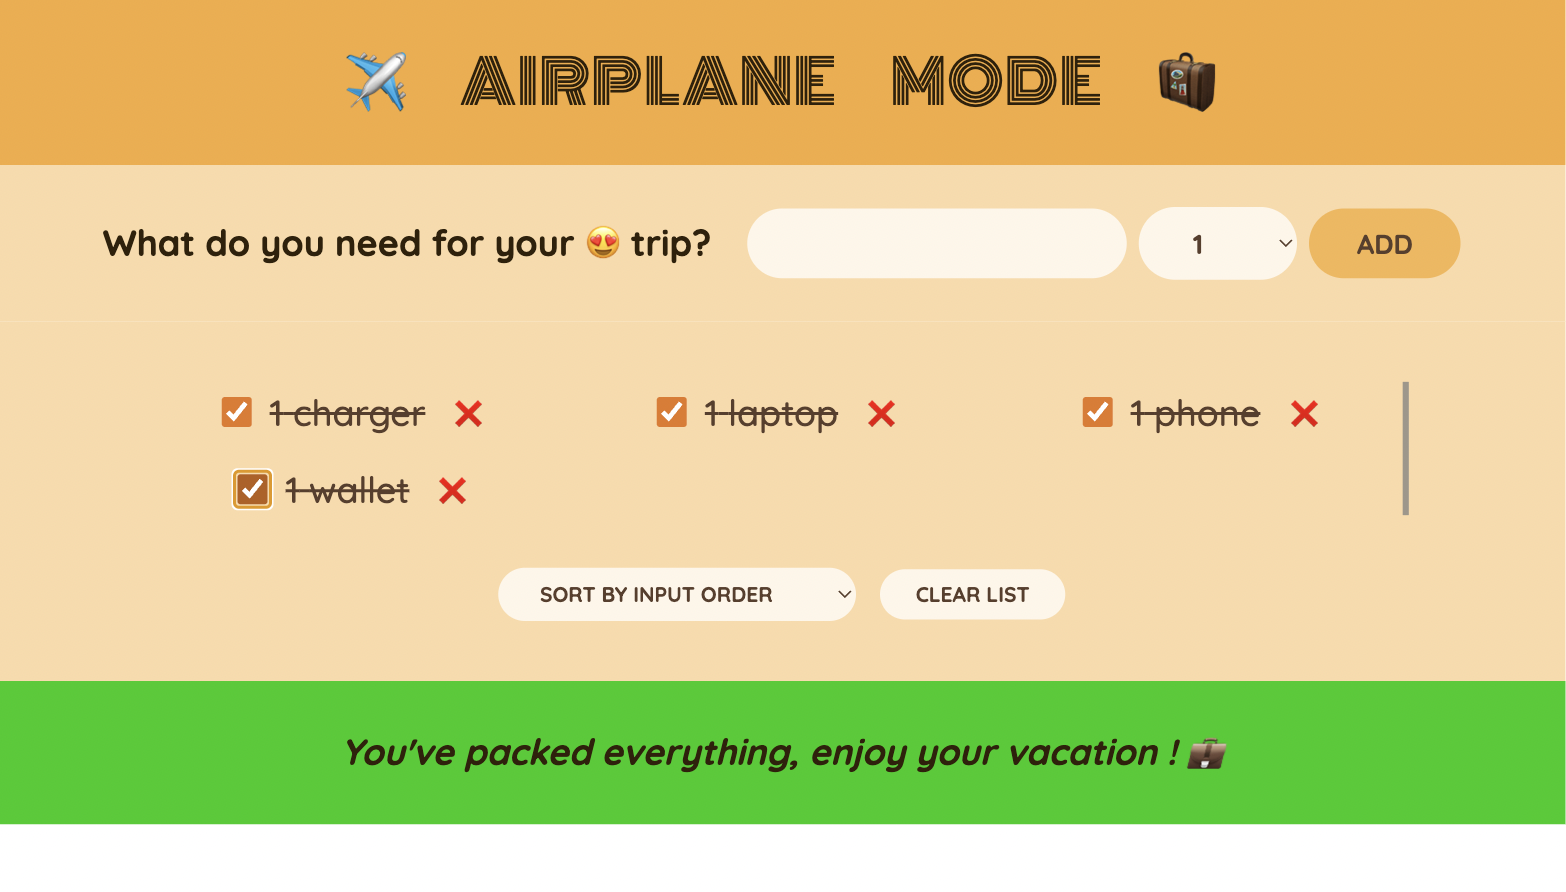 AIRPLANE MODE
What do you need for your 😍 trip?
1
ADD
1 charger
1 laptop
1 phone
1 wallet
SORT BY INPUT ORDER
CLEAR LIST
You've packed everything, enjoy your vacation !